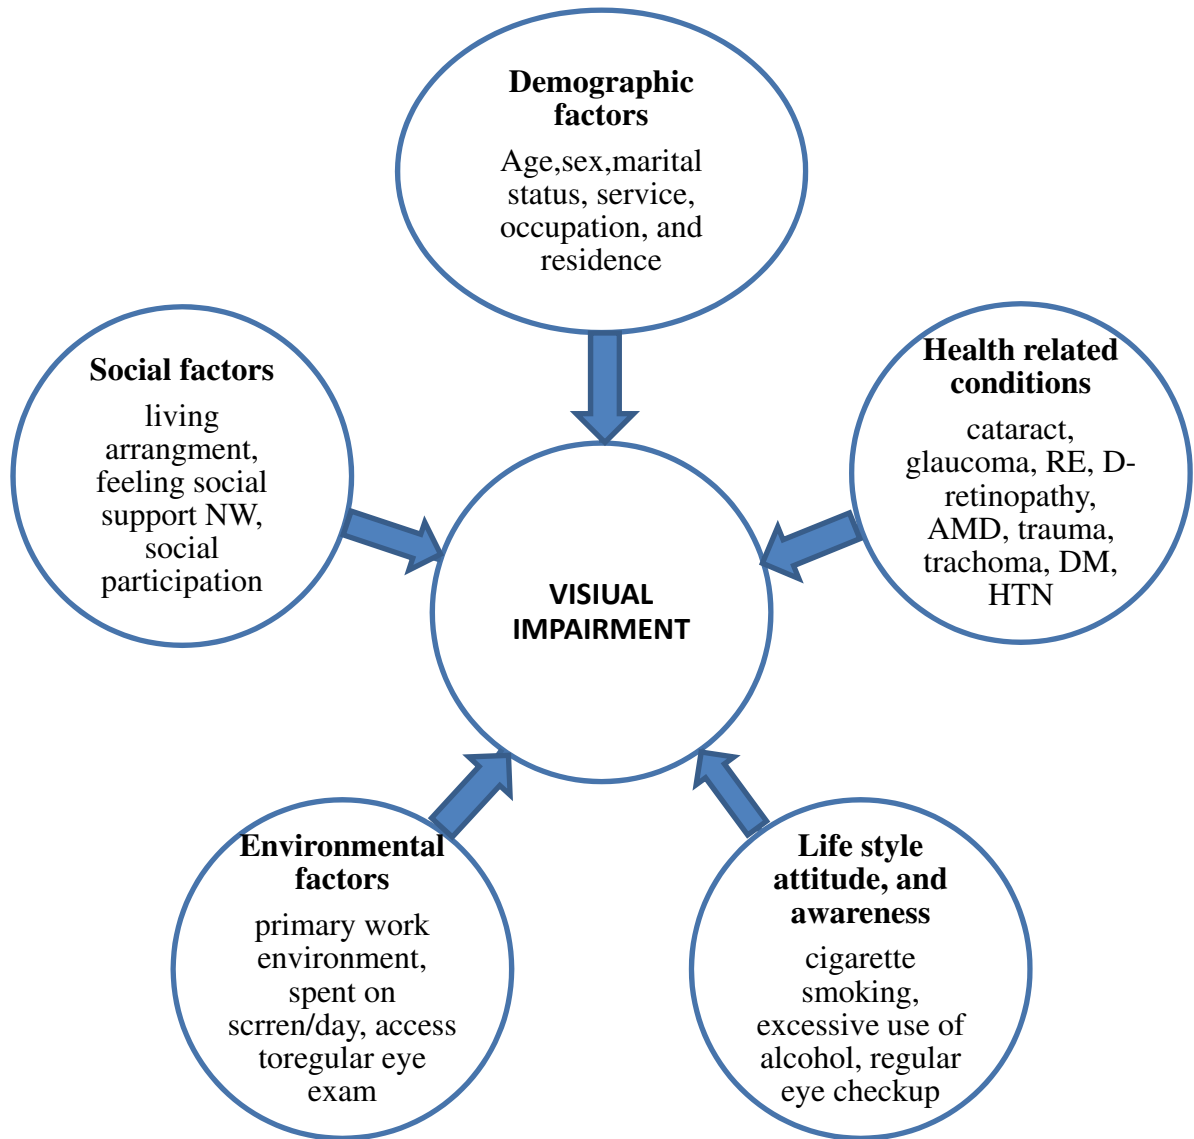 Demographic
factors
Age,sex,marital
status, service,
occupation, and
residence
Social factors
living
arrangment,
feeling social
support NW,
social
participation
Health related
conditions
cataract,
glaucoma, RE, D-
retinopathy,
AMD, trauma,
trachoma, DM,
HTN
VISIUAL
IMPAIRMENT
Environmental
factors
primary work
environment,
spent on
scrren/day, access
toregular eye
exam
Life style
attitude, and
awareness
cigarette
smoking,
excessive use of
alcohol, regular
eye checkup